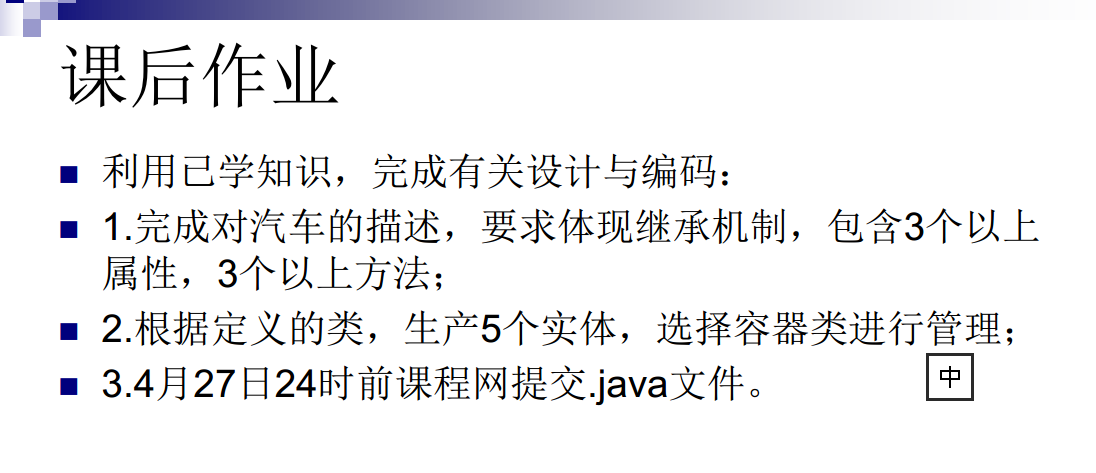 课后作业
利用已学知识，完成有关设计与编码：
1.完成对汽车的描述，要求体现继承机制，包含3个以上
属性，3个以上方法；
2.根据定义的类，生产5个实体，选择容器类进行管理；
3.4月27日24时前课程网提交.java文件。
中